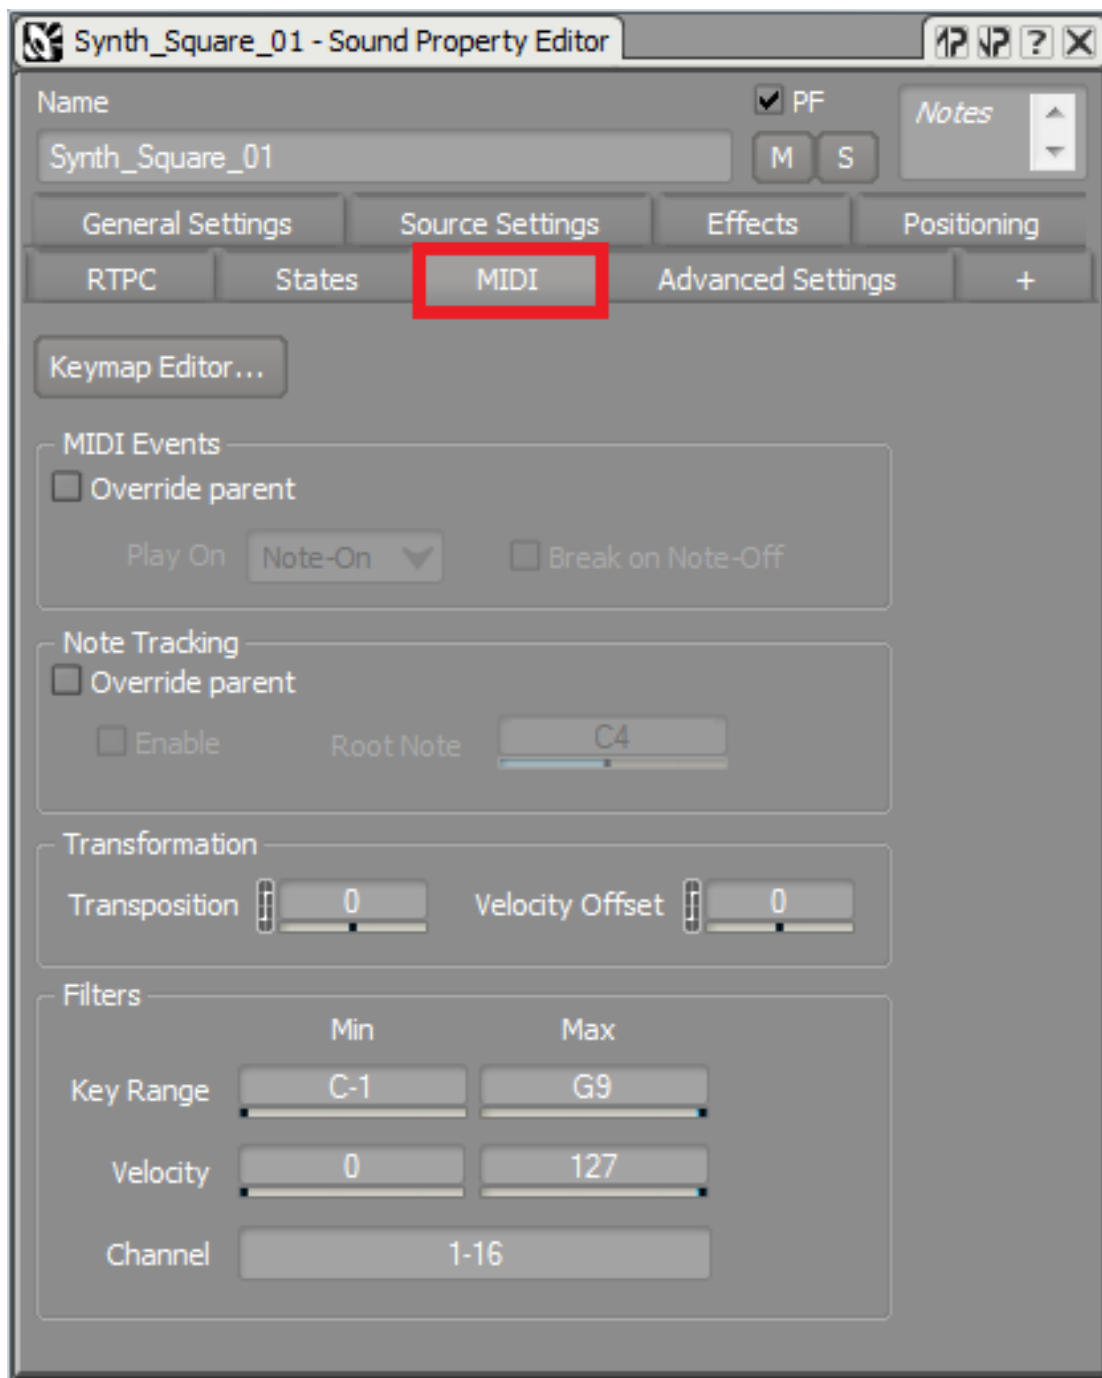 Synth_Square_01 - Sound Property Editor
Name
PF
Notes
Synth_Square_01
M S
General Settings Source Settings Effects Positioning
RTPC States MIDI Advanced Settings +
Keymap Editor...
MIDI Events
Override parent
Play On Note-On Break on Note-Off
Note Tracking
Override parent
Enable Root Note C4
Transformation
Transposition 0 Velocity Offset 0
Filters
Min Max
Key Range C-1 G9
Velocity 0 127
Channel 1-16